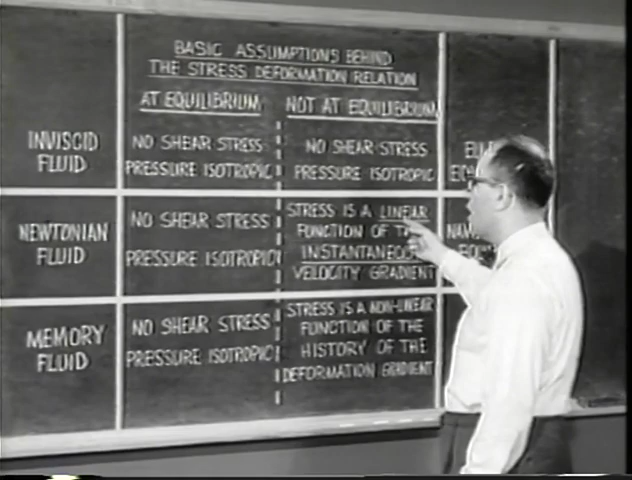 BASIC ASSUMPTIONS BEHIND
THE STRESS DEFORMATION RELATION
AT EQUILIBRIUM
NOT AT EQUILIBRIUM
INVISCID
FLUID
NO SHEAR STRESS
PRESSURE ISOTROPIC
NO SHEAR STRESS
PRESSURE ISOTROPIC
NEWTONIAN
FLUID
NO SHEAR STRESS
PRESSURE ISOTROPIC
STRESS IS A LINEAR
FUNCTION OF
INSTANTANEOUS
VELOCITY GRADIENT
MEMORY
FLUID
NO SHEAR STRESS
PRESSURE ISOTROPIC
STRESS IS A NON-LINEAR
FUNCTION OF THE
HISTORY OF THE
DEFORMATION GRADIENT